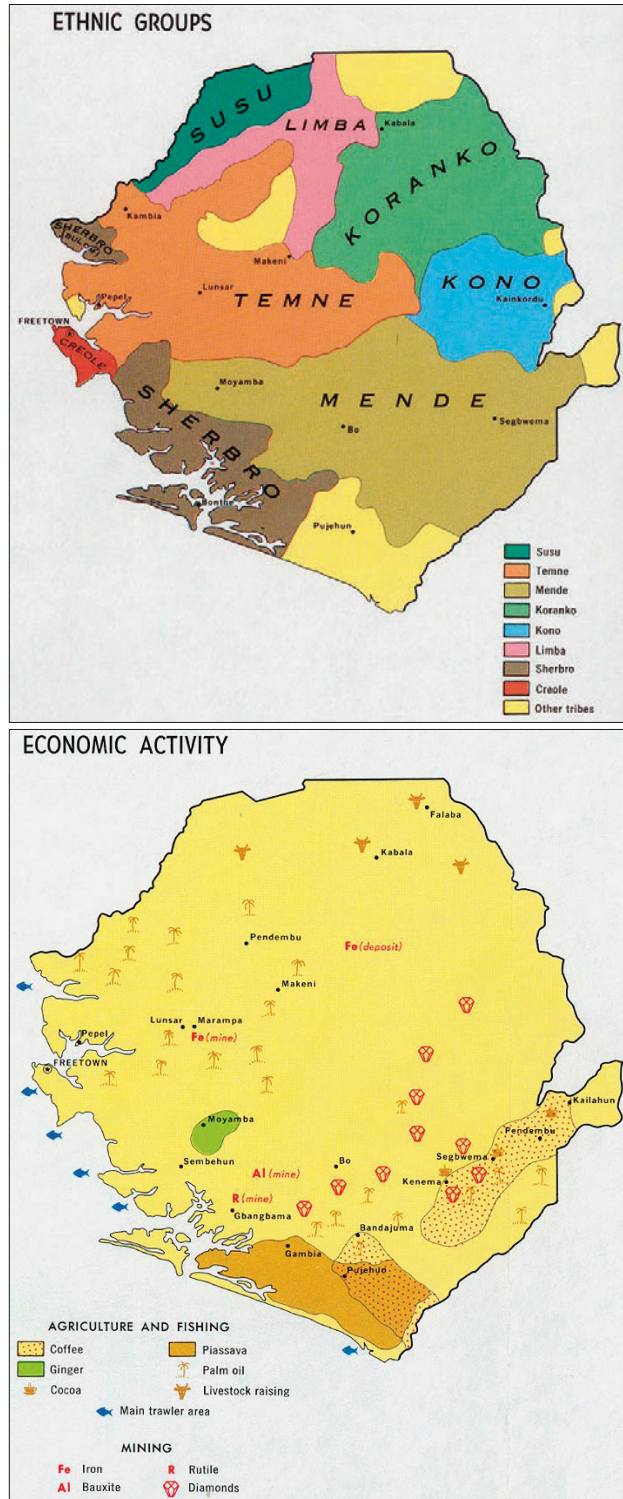 ETHNIC GROUPS
SUSU
LIMBA
Kabala
KORANKO
Kambia
SHERBRO
(BULOM)
Makeni
KONO
Lunsar
TEMNE
Kainkordu
Pepel
FREETOWN
CREOLE
Moyamba
MENDE
SHERBRO
Bo
Segbwema
Bonthe
Pujehun
Susu
Temne
Mende
Koranko
Kono
Limba
Sherbro
Creole
Other tribes
ECONOMIC ACTIVITY
Falaba
Kabala
Pendembu
Fe (deposit)
Makeni
Lunsar
Marampa
Fe (mine)
Pepel
FREETOWN
Kailahun
Moyamba
Pendembu
Segbwema
Sembehun
Al (mine)
Bo
Kenema
R (mine)
Gbangbama
Bandajuma
Gambia
Pujehun
AGRICULTURE AND FISHING
Coffee
Piassava
Ginger
Palm oil
Cocoa
Livestock raising
Main trawler area
MINING
Fe Iron
R Rutile
Al Bauxite
Diamonds